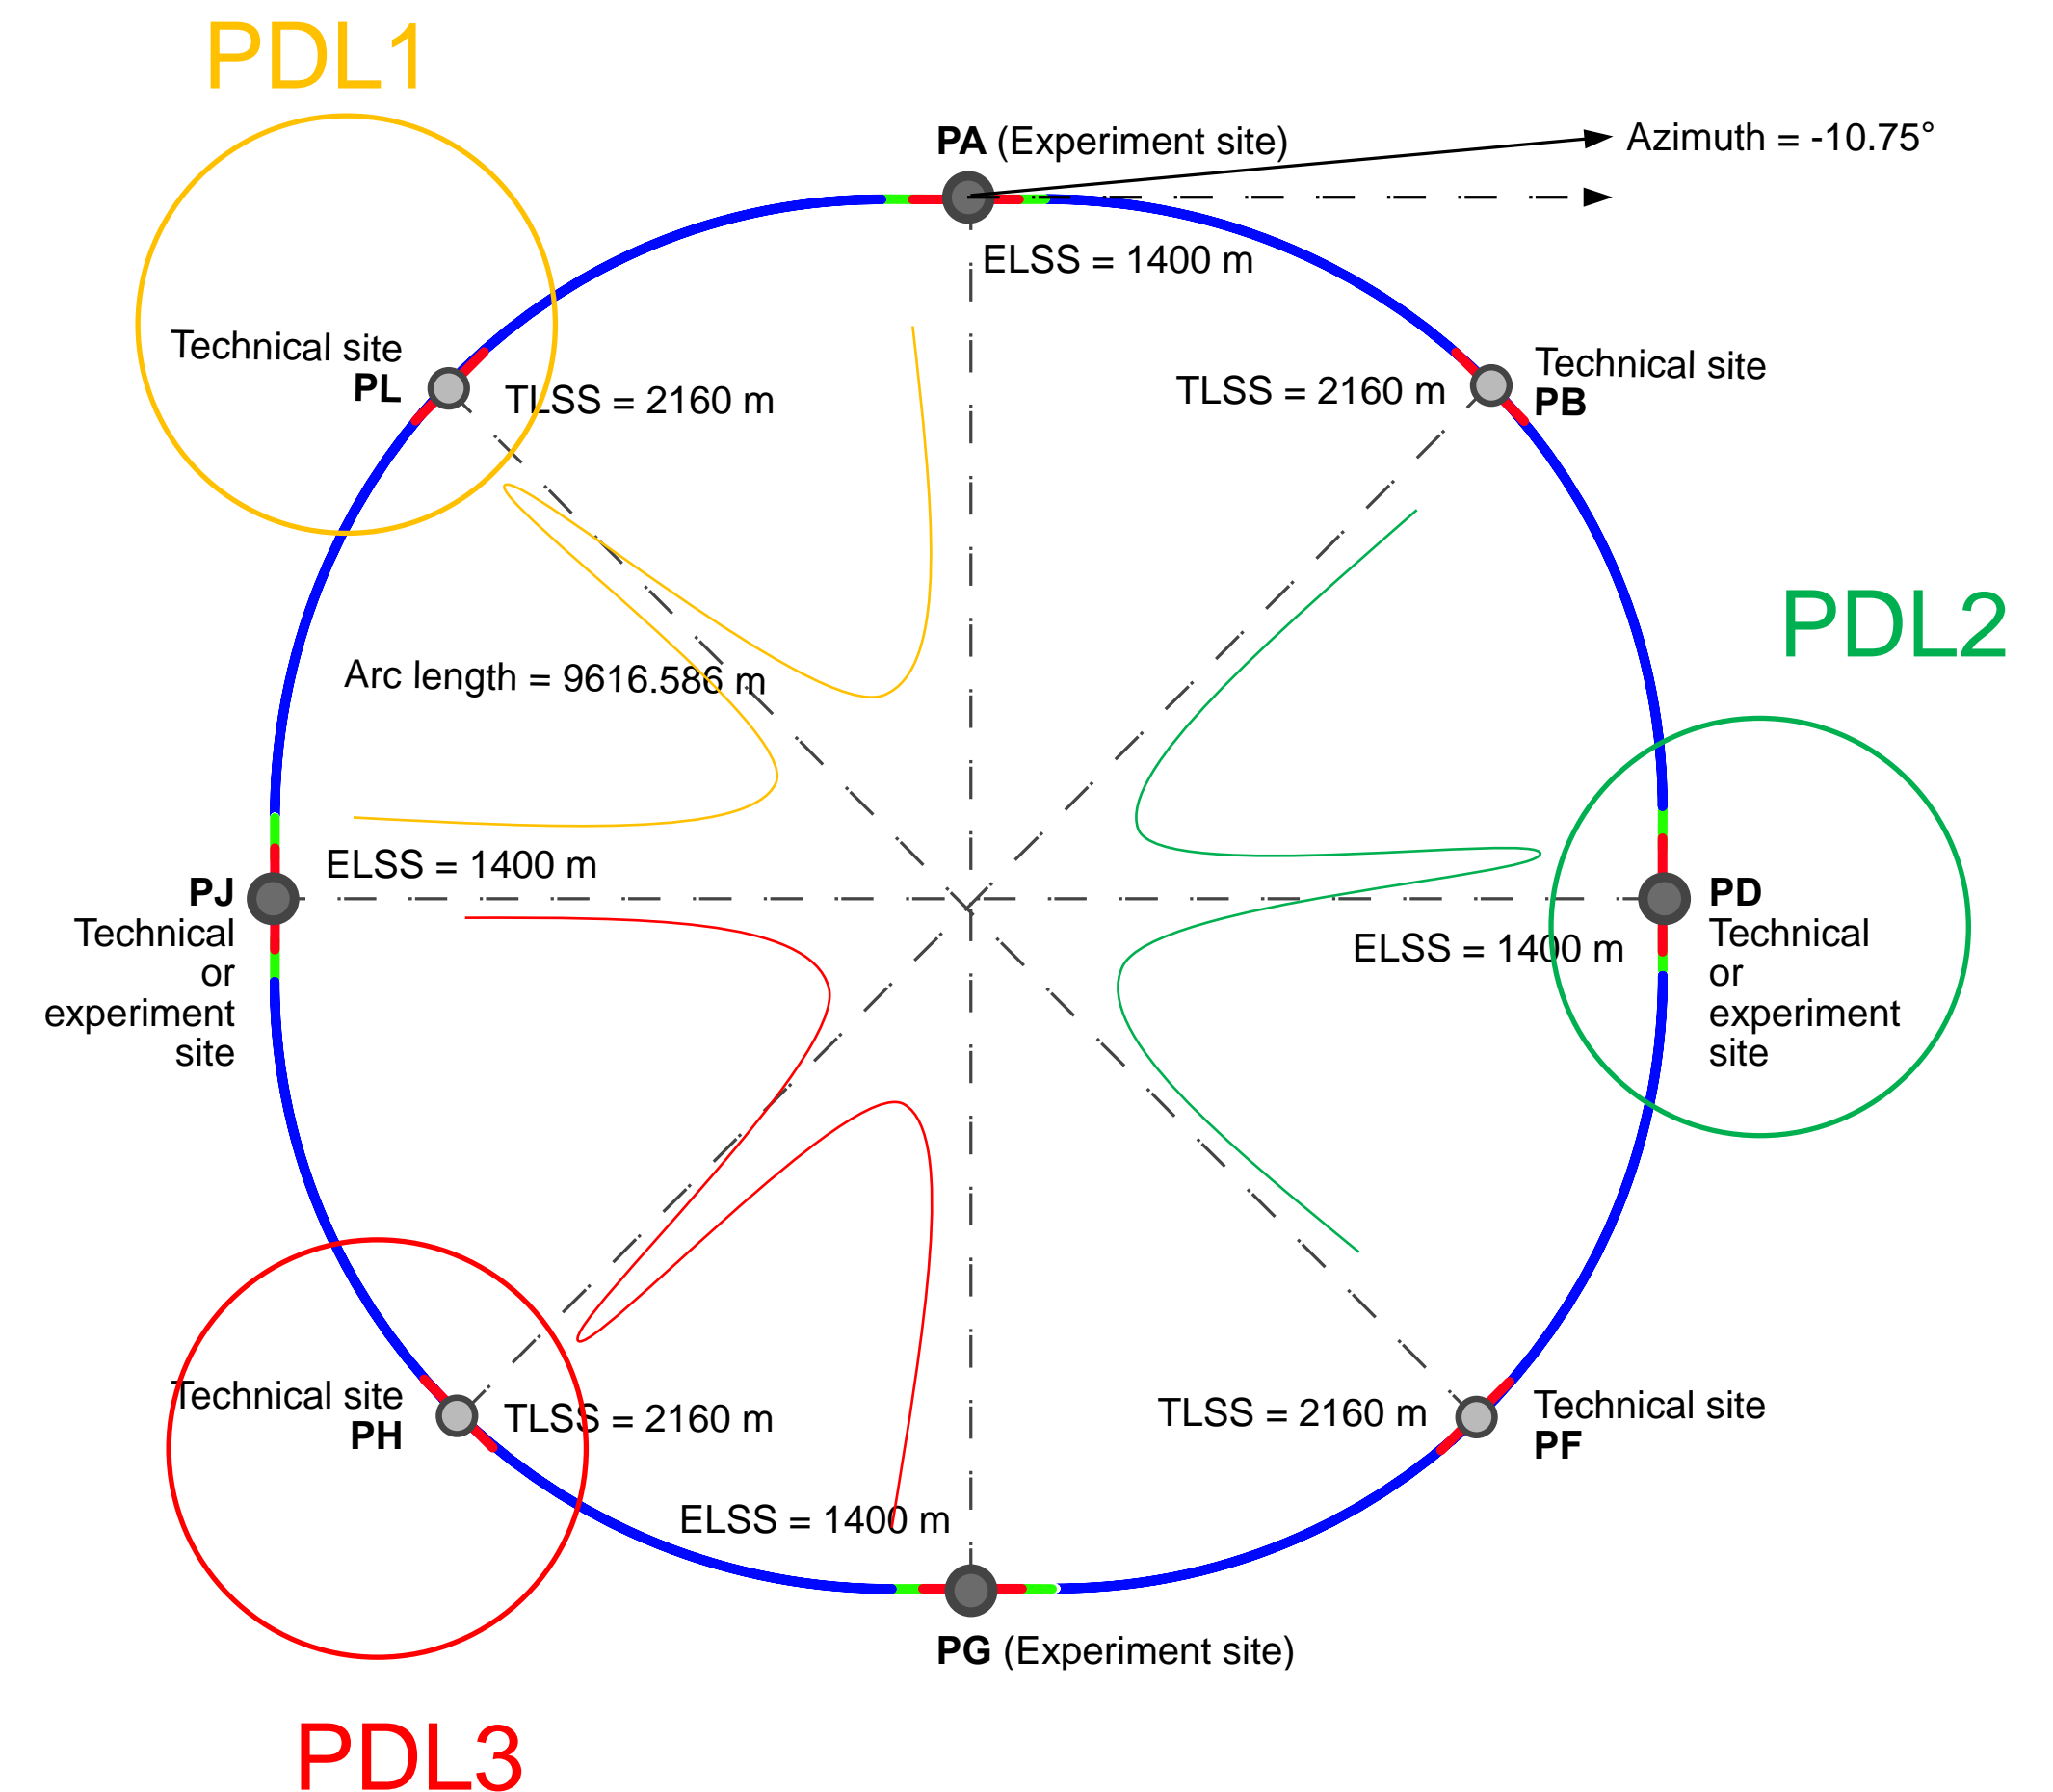 PDL1
PA (Experiment site)
Azimuth = -10.75°
ELSS = 1400 m
Technical site
PL
TLSS = 2160 m
TLSS = 2160 m
Technical site
PB
PDL2
Arc length = 9616.586 m
ELSS = 1400 m
PJ
Technical
or
experiment
site
ELSS = 1400 m
PD
Technical
or
experiment
site
Technical site
PH
TLSS = 2160 m
TLSS = 2160 m
Technical site
PF
ELSS = 1400 m
PG (Experiment site)
PDL3